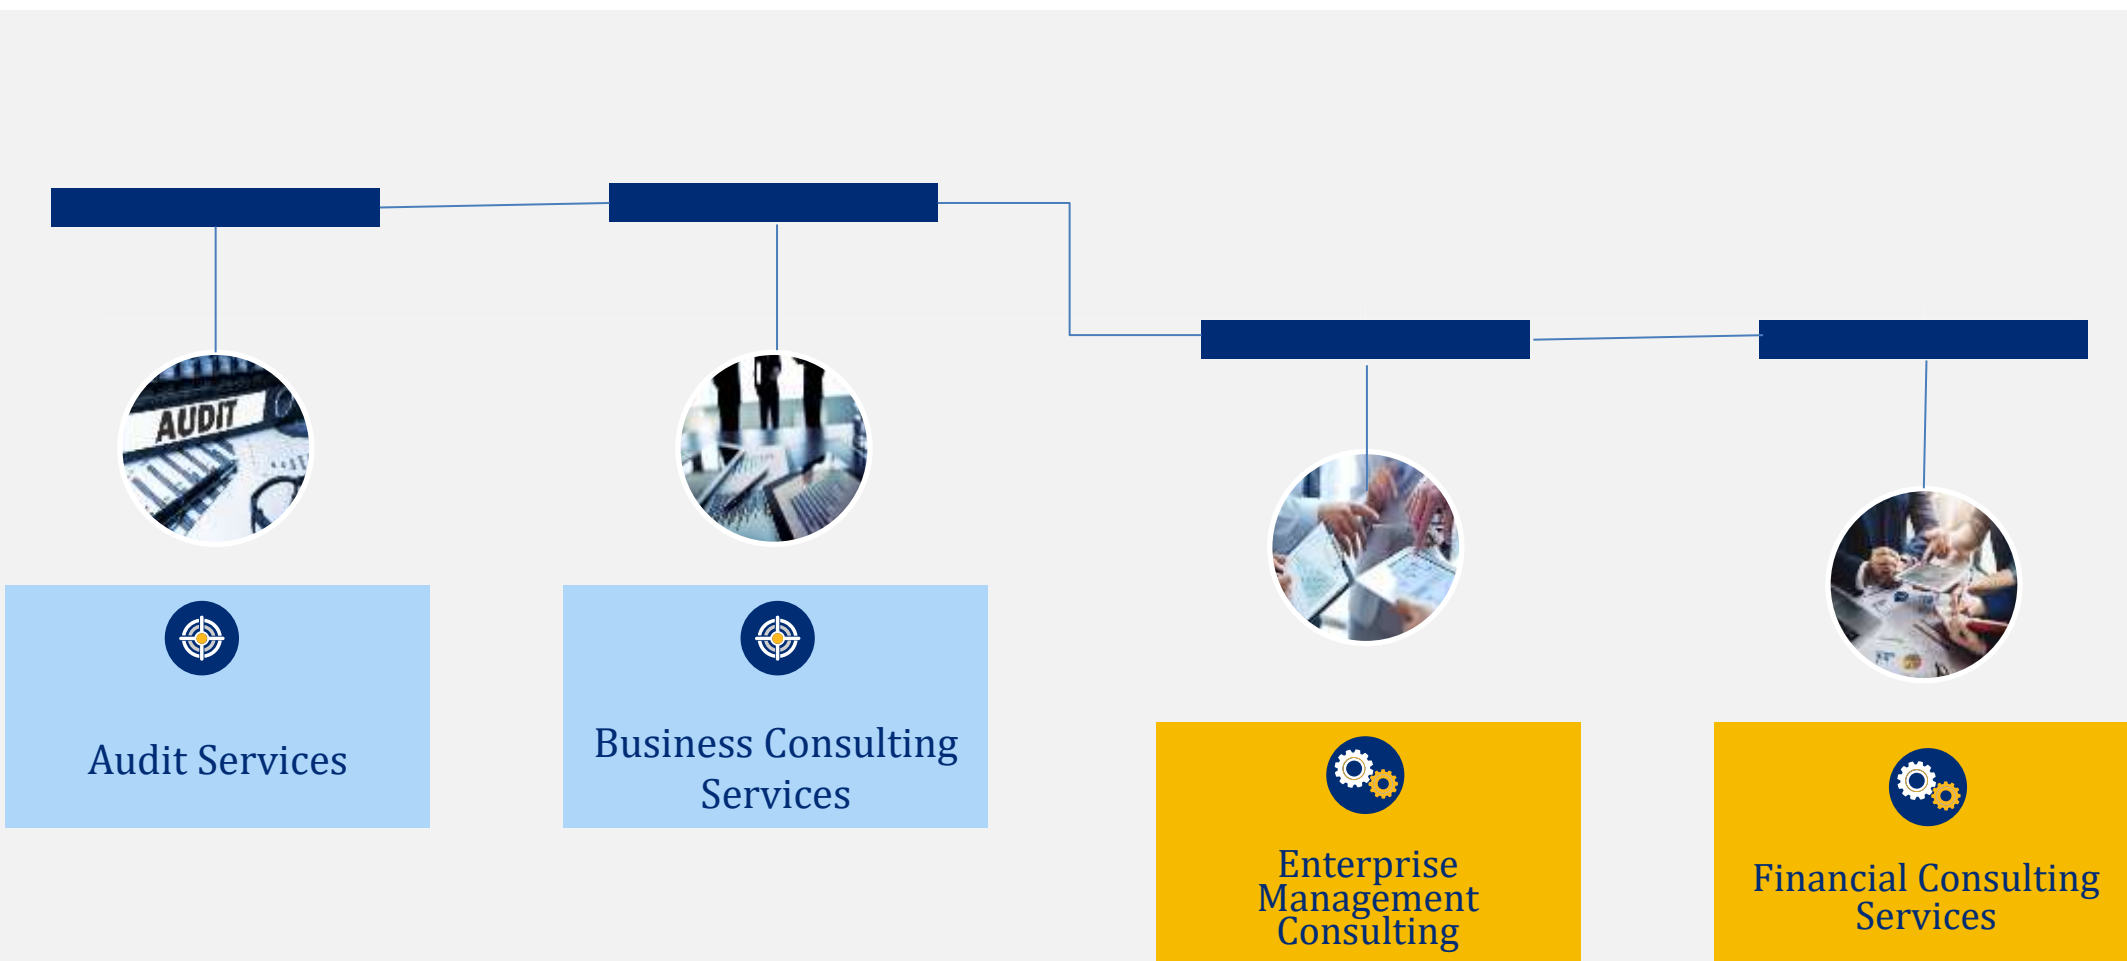 AUDIT
Audit Services
Business Consulting
Services
Enterprise
Management
Consulting
Financial Consulting
Services